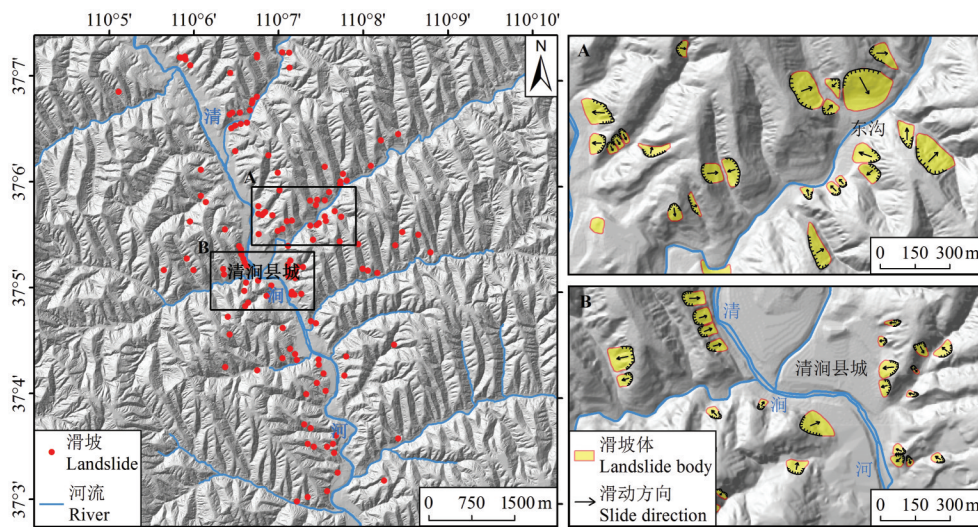 110°5′ 110°6′ 110°7′ 110°8′ 110°9′ 110°10′
37°7′
37°6′
37°5′
37°4′
37°3′
N
清
A
B
清涧县城
涧
河
滑坡
Landslide
河流
River
0 750 1500 m
A
东沟
0 150 300 m
B
清
清涧县城
涧
河
滑坡体
Landslide body
滑动方向
Slide direction
0 150 300 m